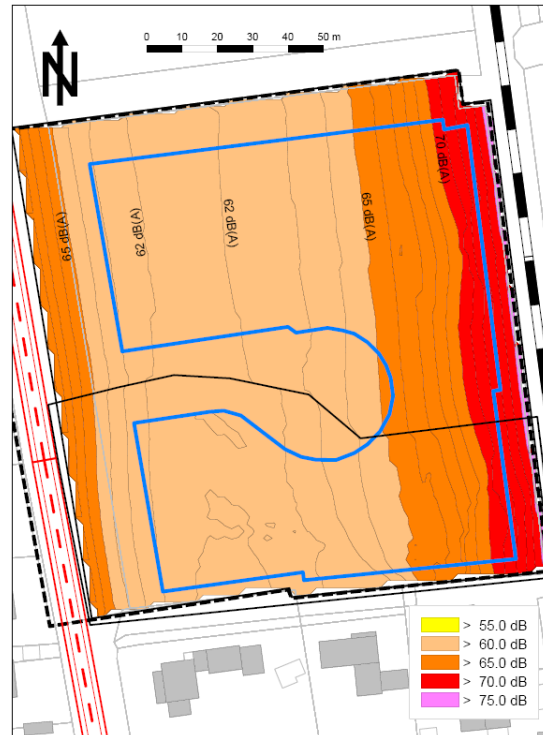 N
0 10 20 30 40 50 m
70 dB(A)
65 dB(A)
62 dB(A)
62 dB(A)
65 dB(A)
> 55.0 dB
> 60.0 dB
> 65.0 dB
> 70.0 dB
> 75.0 dB